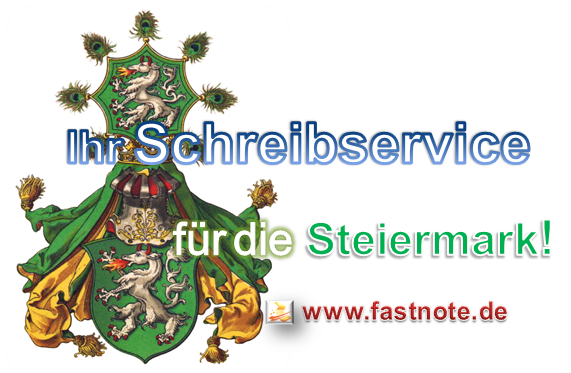 Ihr Schreibservice
für die Steiermark!
www.fastnote.de